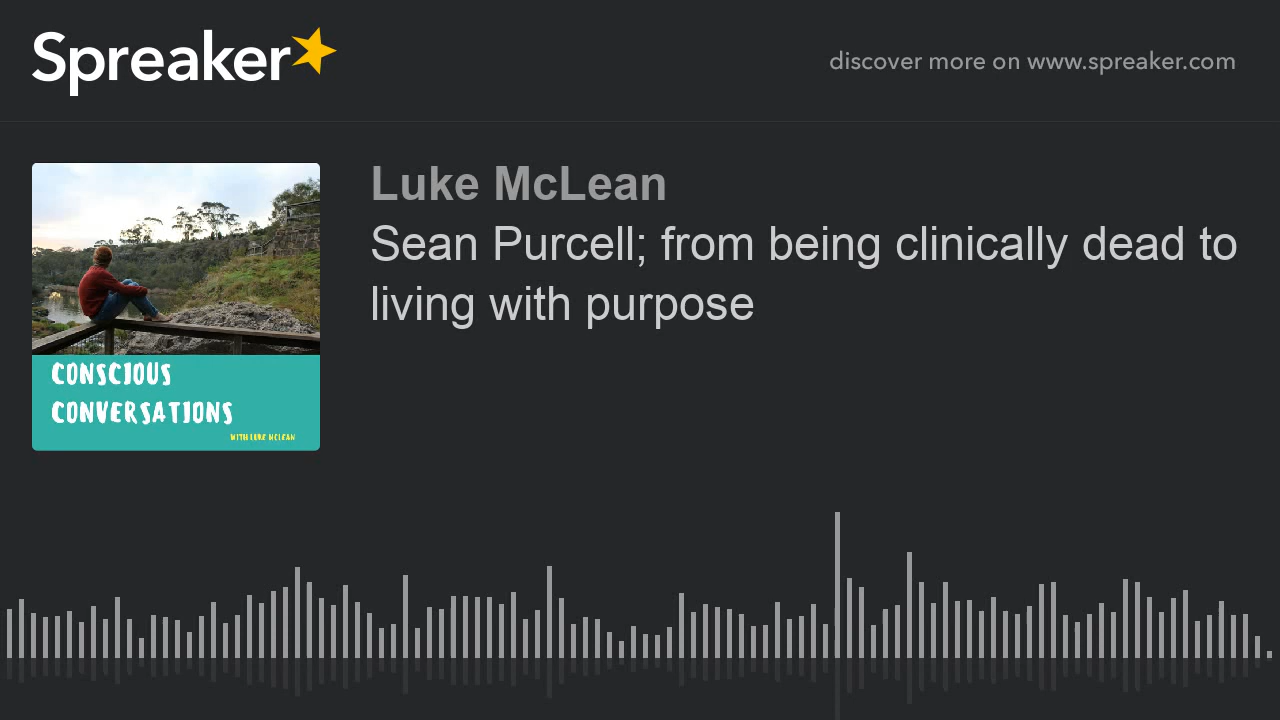 Spreaker
discover more on www.spreaker.com
Luke McLean
Sean Purcell; from being clinically dead to
living with purpose
CONSCIOUS
CONVERSATIONS
WITH LUKE MCLEAN